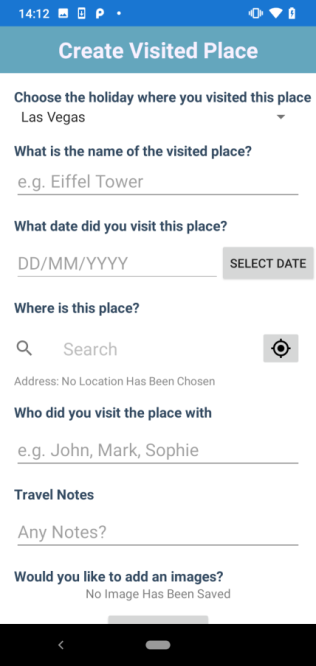 14:12
Create Visited Place
Choose the holiday where you visited this place
Las Vegas
What is the name of the visited place?
e.g. Eiffel Tower
What date did you visit this place?
DD/MM/YYYY
SELECT DATE
Where is this place?
Search
Address: No Location Has Been Chosen
Who did you visit the place with
e.g. John, Mark, Sophie
Travel Notes
Any Notes?
Would you like to add an images?
No Image Has Been Saved